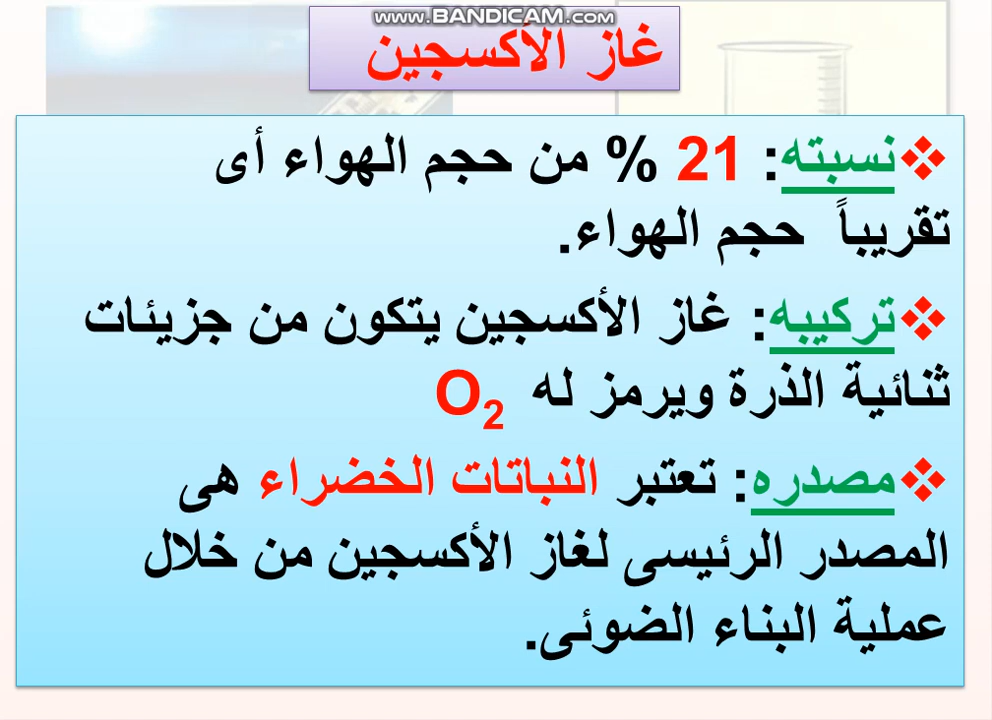 www.BANDICAM.com
غاز الأكسجين
❖نسبته: 21 % من حجم الهواء أى
تقريباً حجم الهواء.
❖تركيبه: غاز الأكسجين يتكون من جزيئات
ثنائية الذرة ويرمز له O₂
❖مصدره: تعتبر النباتات الخضراء هى
المصدر الرئيسى لغاز الأكسجين من خلال
عملية البناء الضوئى.